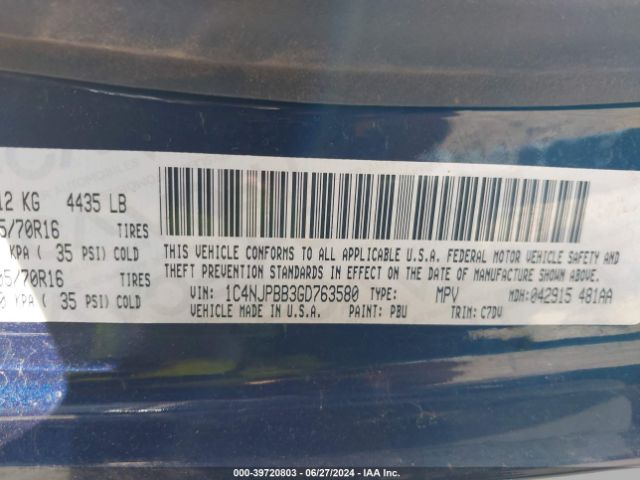 12 KG 4435 LB
5/70R16 TIRES
KPA ( 35 PSI) COLD
05/70R16 TIRES
0 KPA ( 35 PSI) COLD
THIS VEHICLE CONFORMS TO ALL APPLICABLE U.S.A. FEDERAL MOTOR VEHICLE SAFETY AND
THEFT PREVENTION STANDARDS IN EFFECT ON THE DATE OF MANUFACTURE SHOWN ABOVE.
VIN: 1C4NJPBB3GD763580 TYPE: MPV MDH: 042915 481AA
VEHICLE MADE IN U.S.A. PAINT: PBU TRIM: C7DV
000-39720803 - 06/27/2024 - IAA Inc.